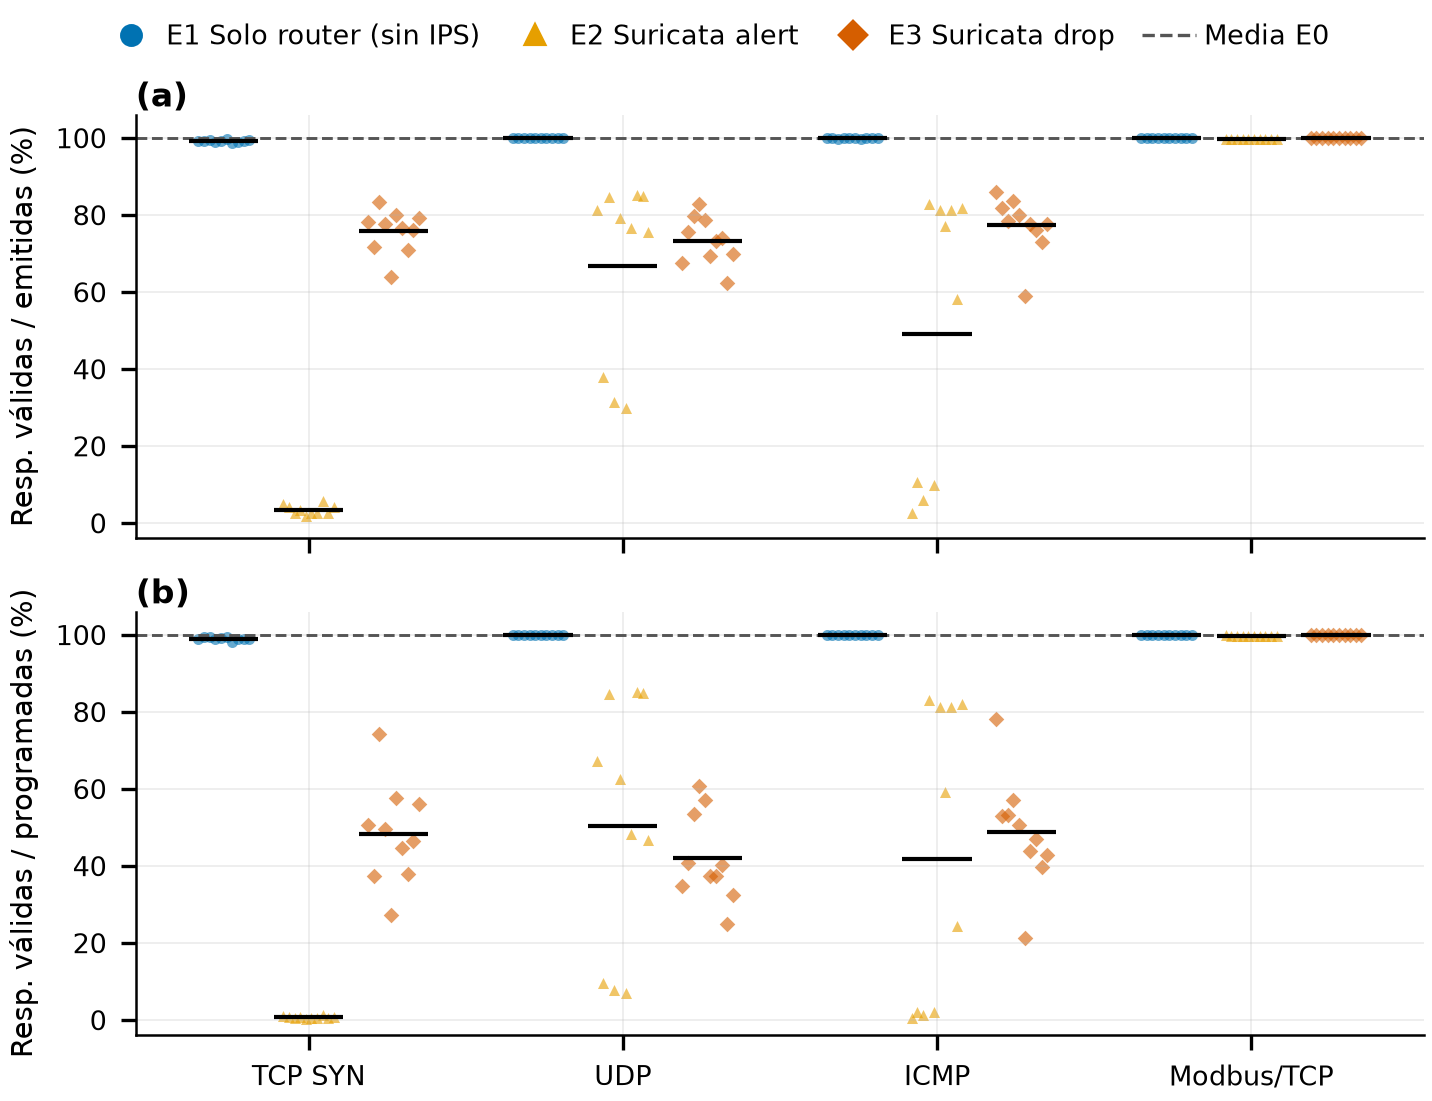 E1 Solo router (sin IPS) E2 Suricata alert E3 Suricata drop Media E0
(a)
Resp. válidas / emitidas (%)
100
80
60
40
20
0
(b)
Resp. válidas / programadas (%)
100
80
60
40
20
0
TCP SYN UDP ICMP Modbus/TCP